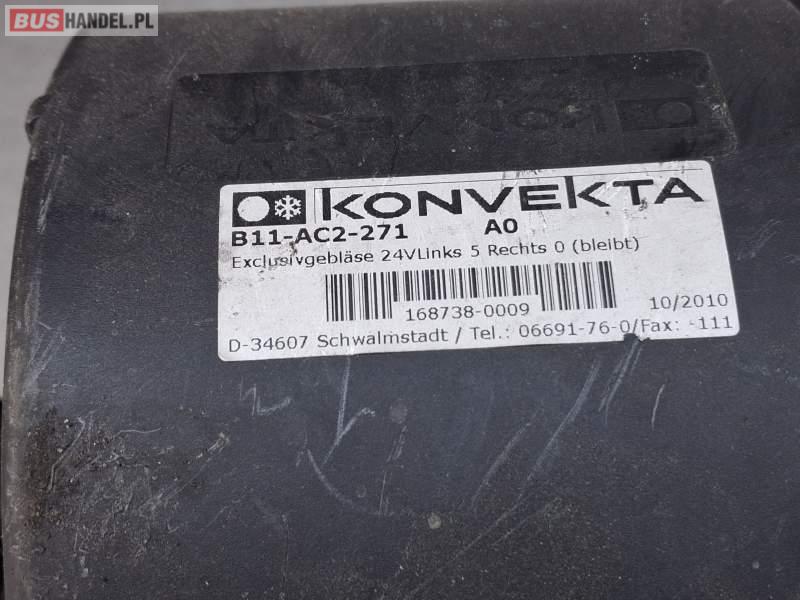 BUSHANDEL.PL
KONVEKTA
KONVEKTA
B11-AC2-271 A0
Exclusivgebläse 24VLinks 5 Rechts 0 (bleibt)
168738-0009 10/2010
D-34607 Schwalmstadt / Tel.: 06691-76-0/Fax: -111